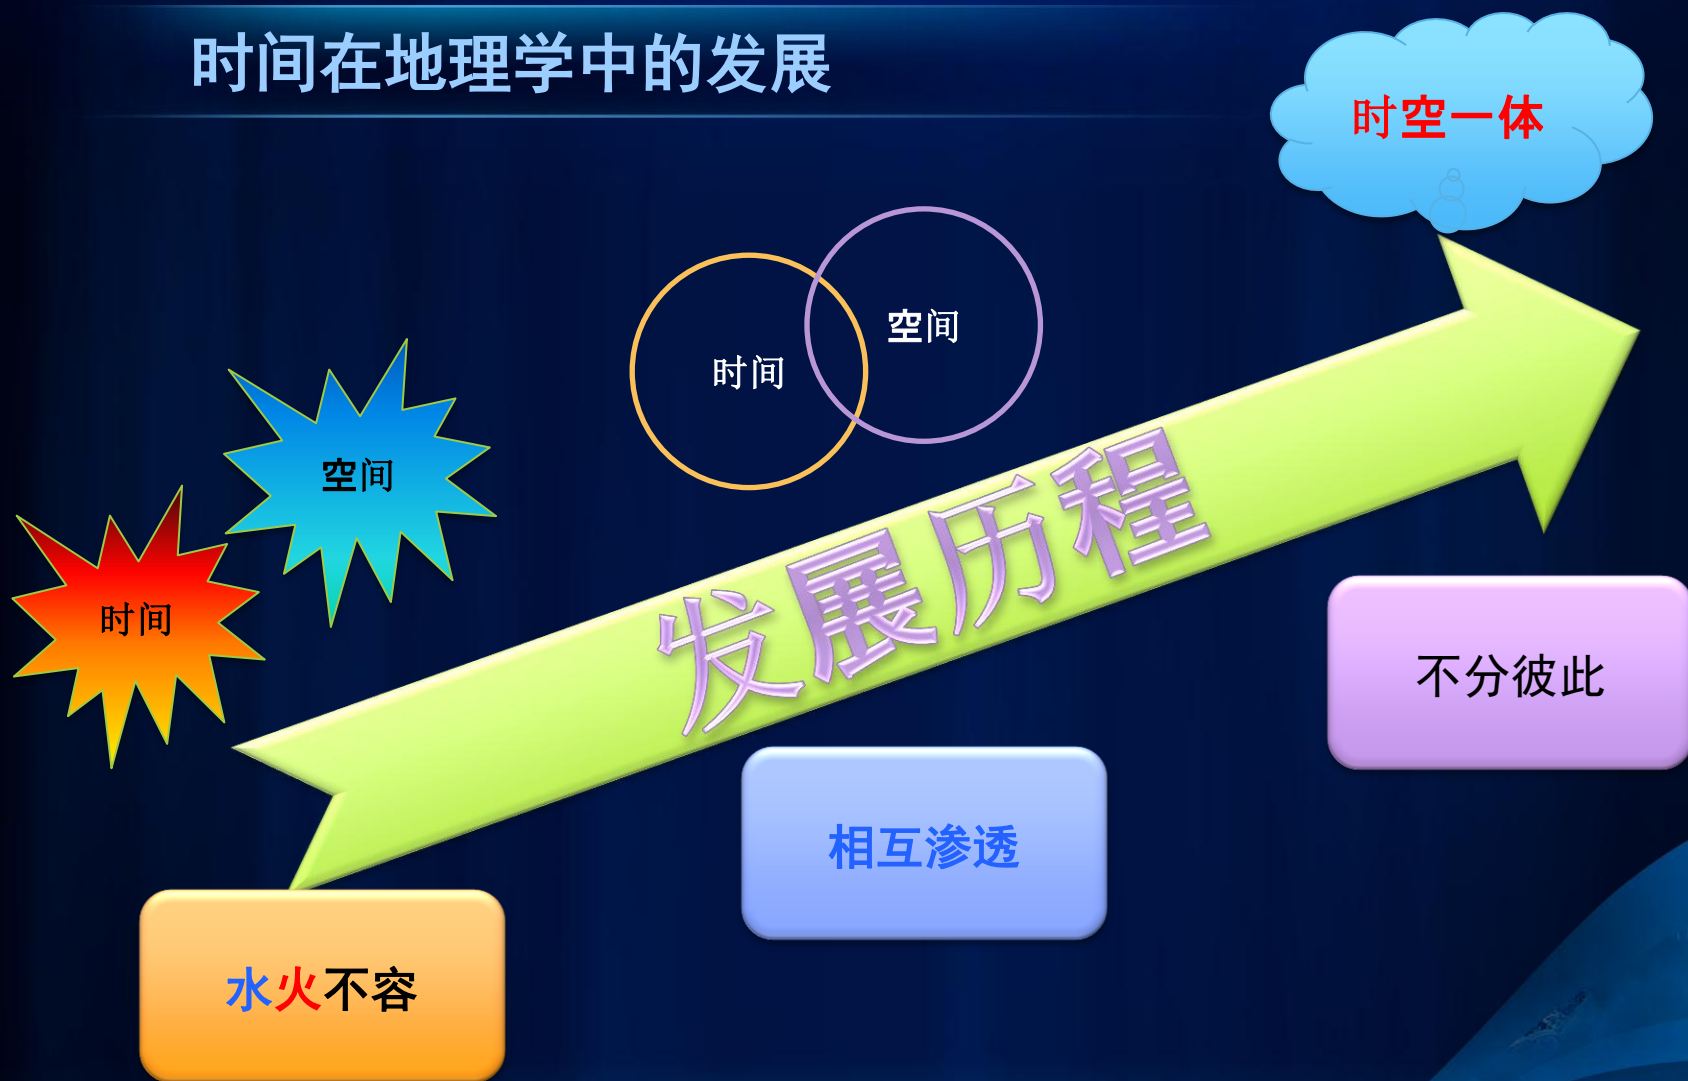 时间在地理学中的发展
时空一体
空间
时间
空间
时间
发展历程
不分彼此
相互渗透
水火不容